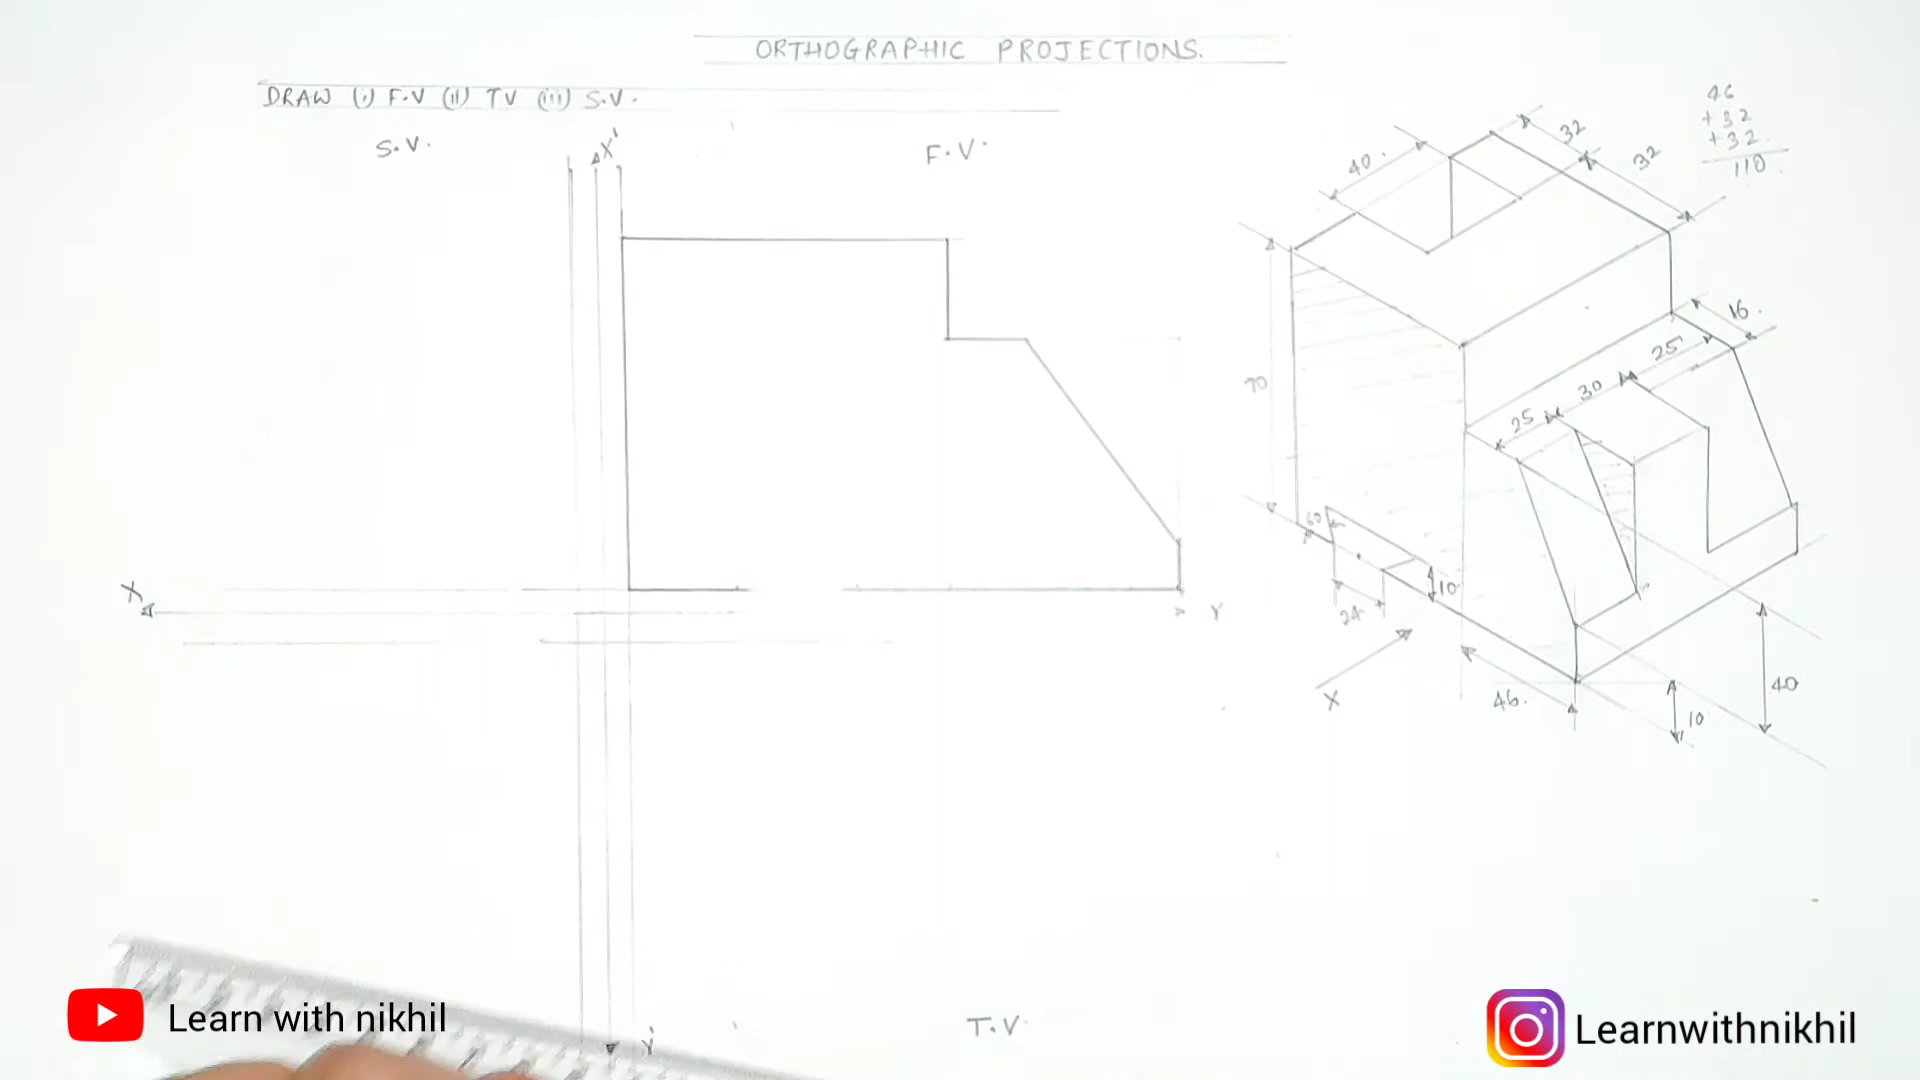 ORTHOGRAPHIC PROJECTIONS.
DRAW (i) F.V (ii) TV (iii) S.V.
S.V.
X'
F.V.
46
+32
+32.
110.
40.
32
32
16.
25
30
25
70
60°
10
24
X
46.
40
10
X
Y
T.V.
Y'
Learn with nikhil
Learnwithnikhil